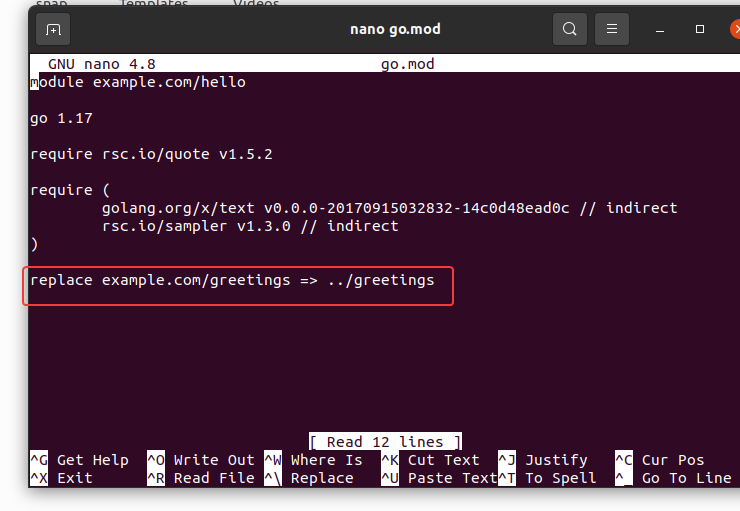 snap Templates Videos
nano go.mod
GNU nano 4.8 go.mod
module example.com/hello
go 1.17
require rsc.io/quote v1.5.2
require (
golang.org/x/text v0.0.0-20170915032832-14c0d48ead0c // indirect
rsc.io/sampler v1.3.0 // indirect
)
replace example.com/greetings => ../greetings
[ Read 12 lines ]
^G Get Help ^O Write Out ^W Where Is ^K Cut Text ^J Justify ^C Cur Pos
^X Exit ^R Read File ^\ Replace ^U Paste Text ^T To Spell ^_ Go To Line